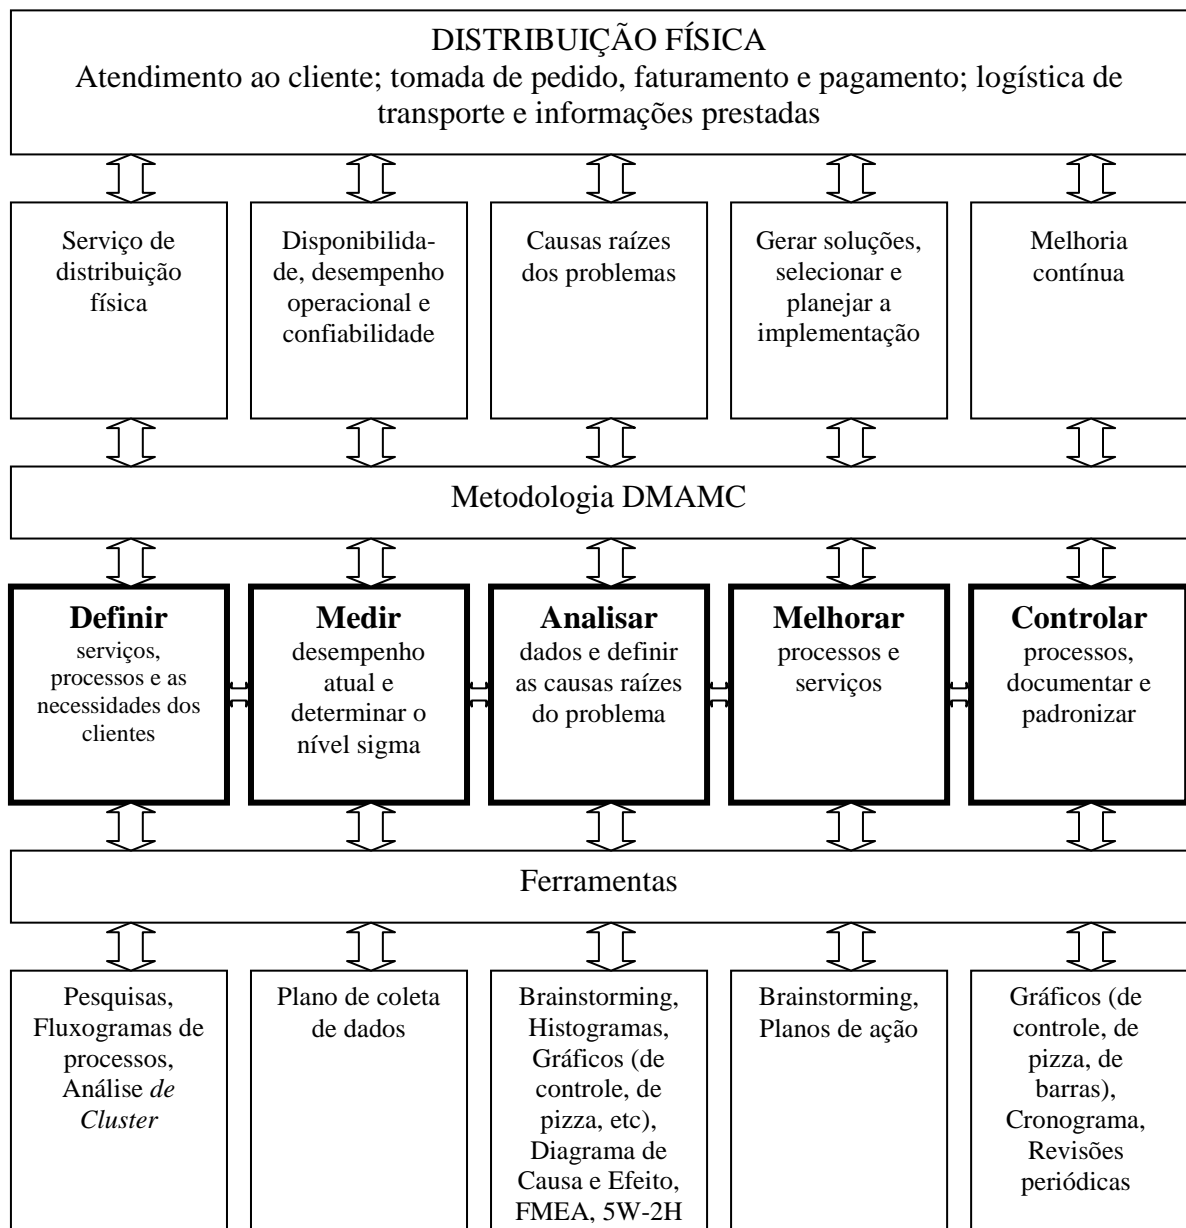 DISTRIBUIÇÃO FÍSICA
Atendimento ao cliente; tomada de pedido, faturamento e pagamento; logística de
transporte e informações prestadas
Serviço de
distribuição
física
Disponibilida-
de, desempenho
operacional e
confiabilidade
Causas raízes
dos problemas
Gerar soluções,
selecionar e
planejar a
implementação
Melhoria
contínua
Metodologia DMAMC
Definir
serviços,
processos e as
necessidades dos
clientes
Medir
desempenho
atual e
determinar o
nível sigma
Analisar
dados e definir
as causas raízes
do problema
Melhorar
processos e
serviços
Controlar
processos,
documentar e
padronizar
Ferramentas
Pesquisas,
Fluxogramas de
processos,
Análise de
Cluster
Plano de coleta
de dados
Brainstorming,
Histogramas,
Gráficos (de
controle, de
pizza, etc),
Diagrama de
Causa e Efeito,
FMEA, 5W-2H
Brainstorming,
Planos de ação
Gráficos (de
controle, de
pizza, de
barras),
Cronograma,
Revisões
periódicas